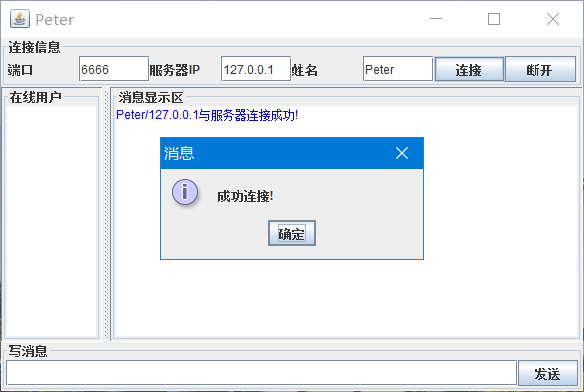 Peter
连接信息
端口 6666 服务器IP 127.0.0.1 姓名 Peter 连接 断开
在线用户 消息显示区
Peter/127.0.0.1与服务器连接成功!
消息
i 成功连接!
确定
写消息
发送